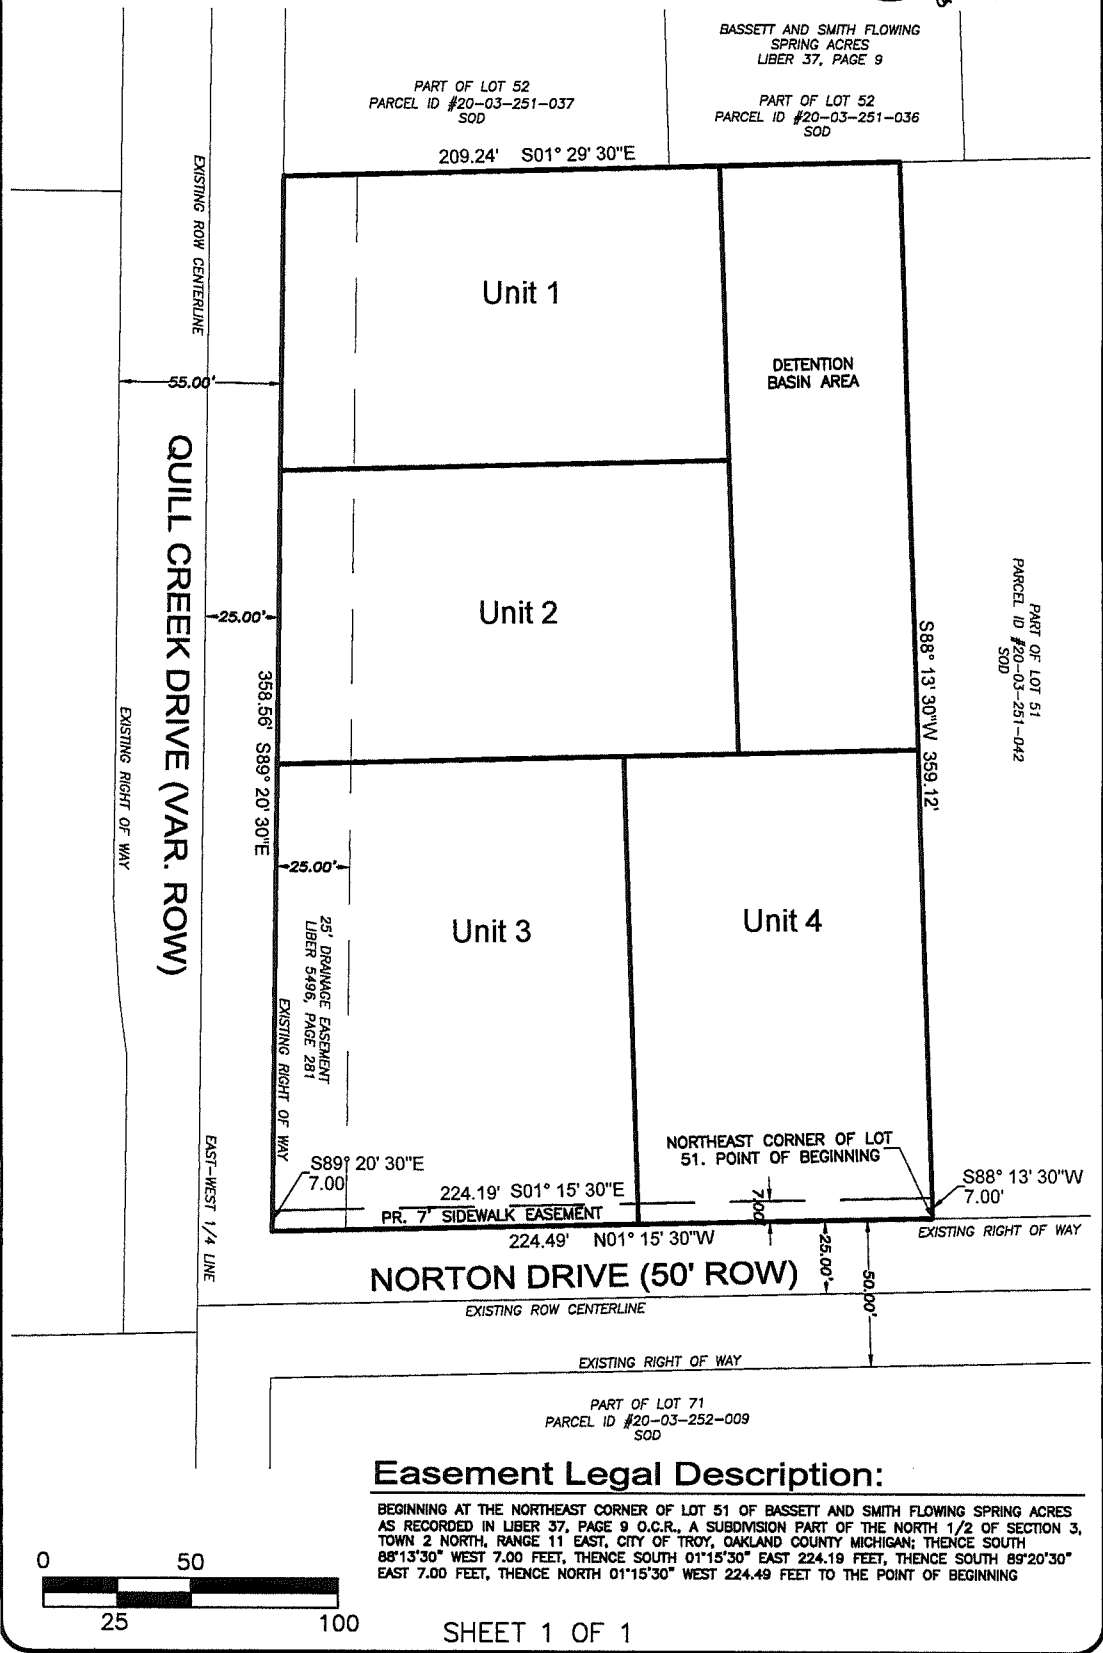 BASSETT AND SMITH FLOWING
SPRING ACRES
LIBER 37, PAGE 9
PART OF LOT 52
PARCEL ID #20-03-251-037
SOD
PART OF LOT 52
PARCEL ID #20-03-251-036
SOD
209.24' S01° 29' 30"E
EXISTING ROW CENTERLINE
Unit 1
DETENTION
BASIN AREA
55.00'
QUILL CREEK DRIVE (VAR. ROW)
Unit 2
25.00'
PART OF LOT 51
PARCEL ID #20-03-251-042
SOD
S88° 13' 30"W 359.12'
358.56' S89° 20' 30"E
EXISTING RIGHT OF WAY
25.00'
Unit 3
Unit 4
25' DRAINAGE EASEMENT
LIBER 5496, PAGE 281
EXISTING RIGHT OF WAY
EAST-WEST 1/4 LINE
NORTHEAST CORNER OF LOT
51. POINT OF BEGINNING
S89° 20' 30"E
7.00'
S88° 13' 30"W
7.00'
224.19' S01° 15' 30"E
7.00'
PR. 7' SIDEWALK EASEMENT
224.49' N01° 15' 30"W
EXISTING RIGHT OF WAY
NORTON DRIVE (50' ROW)
25.00'
50.00'
EXISTING ROW CENTERLINE
EXISTING RIGHT OF WAY
PART OF LOT 71
PARCEL ID #20-03-252-009
SOD
Easement Legal Description:
BEGINNING AT THE NORTHEAST CORNER OF LOT 51 OF BASSETT AND SMITH FLOWING SPRING ACRES
AS RECORDED IN LIBER 37, PAGE 9 O.C.R., A SUBDIVISION PART OF THE NORTH 1/2 OF SECTION 3,
TOWN 2 NORTH, RANGE 11 EAST, CITY OF TROY, OAKLAND COUNTY MICHIGAN; THENCE SOUTH
88°13'30" WEST 7.00 FEET, THENCE SOUTH 01°15'30" EAST 224.19 FEET, THENCE SOUTH 89°20'30"
EAST 7.00 FEET, THENCE NORTH 01°15'30" WEST 224.49 FEET TO THE POINT OF BEGINNING
0 50
25 100
SHEET 1 OF 1